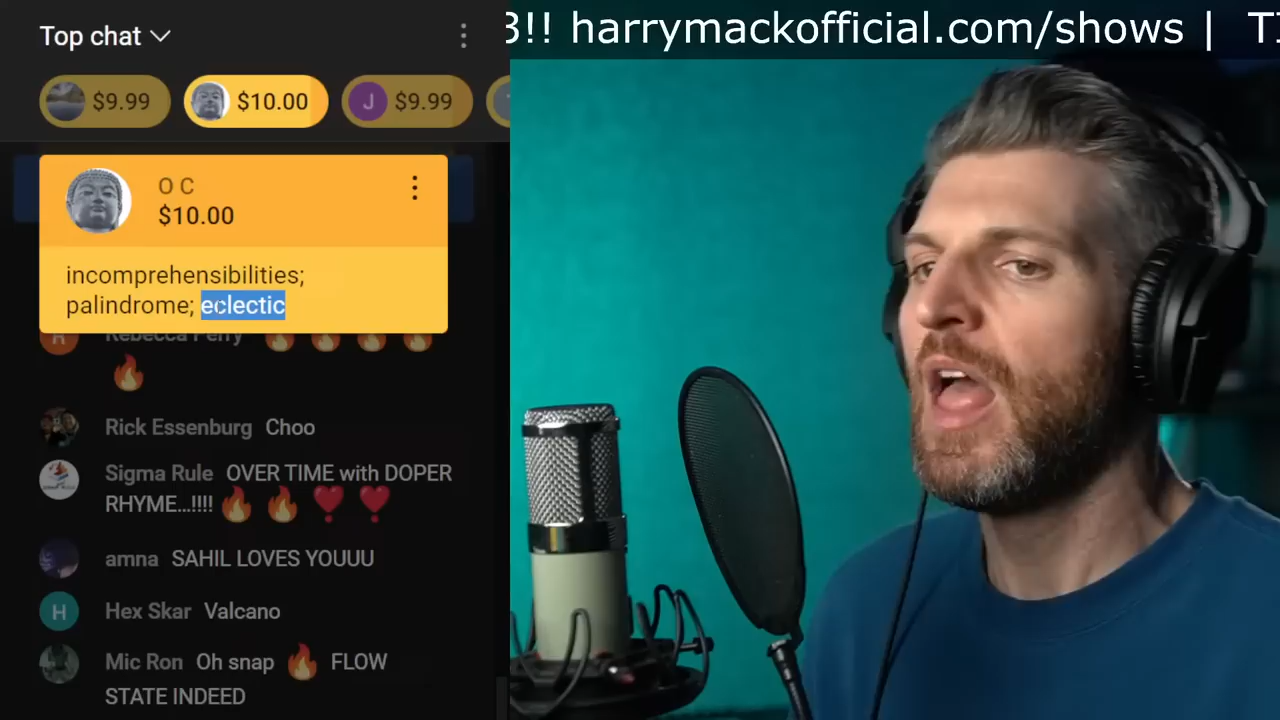 Top chat
3!! harrymackofficial.com/shows |
$9.99 $10.00 J $9.99
O C
$10.00
incomprehensibilities;
palindrome; eclectic
R Rebecca Perry
Rick Essenburg Choo
Sigma Rule OVER TIME with DOPER
RHYME...!!!!
amna SAHIL LOVES YOUUU
H Hex Skar Valcano
Mic Ron Oh snap FLOW
STATE INDEED